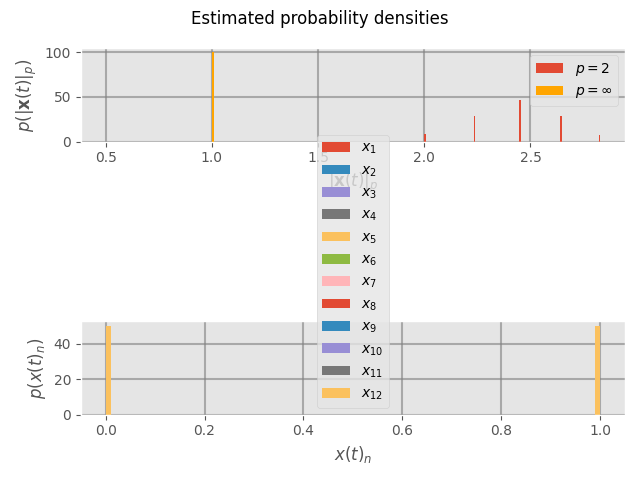 Estimated probability densities
p(|𝐱(t)|ₚ)
100
50
0
p = 2
p = ∞
0.5 1.0 1.5 2.0 2.5
|𝐱(t)|ₚ
x₁
x₂
x₃
x₄
x₅
x₆
x₇
x₈
x₉
x₁₀
x₁₁
x₁₂
p(x(t)ₙ)
40
20
0
0.0 0.2 0.4 0.6 0.8 1.0
x(t)ₙ